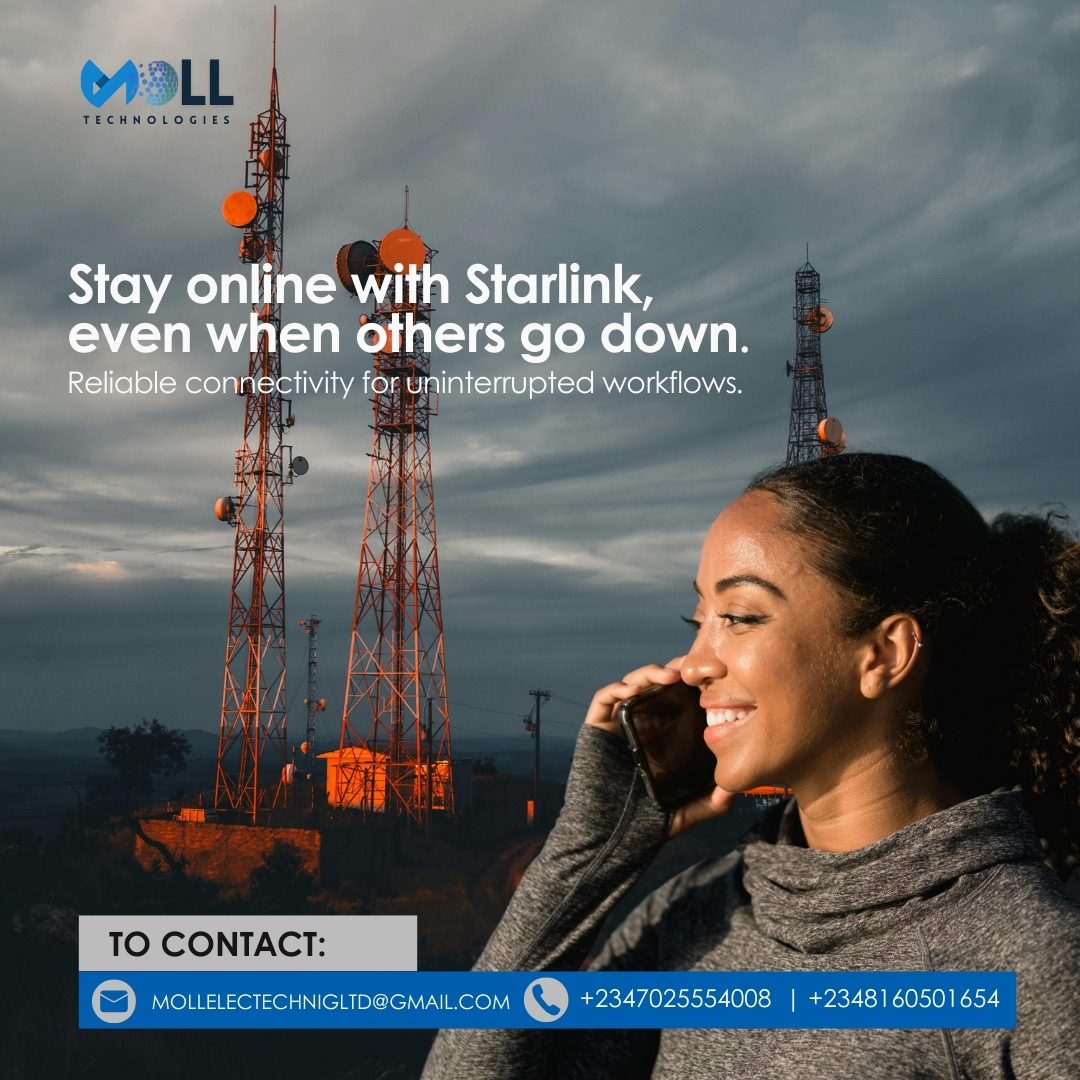 MOLL
TECHNOLOGIES
Stay online with Starlink,
even when others go down.
Reliable connectivity for uninterrupted workflows.
TO CONTACT:
MOLLELECTECHNIGLTD@GMAIL.COM +2347025554008 | +2348160501654